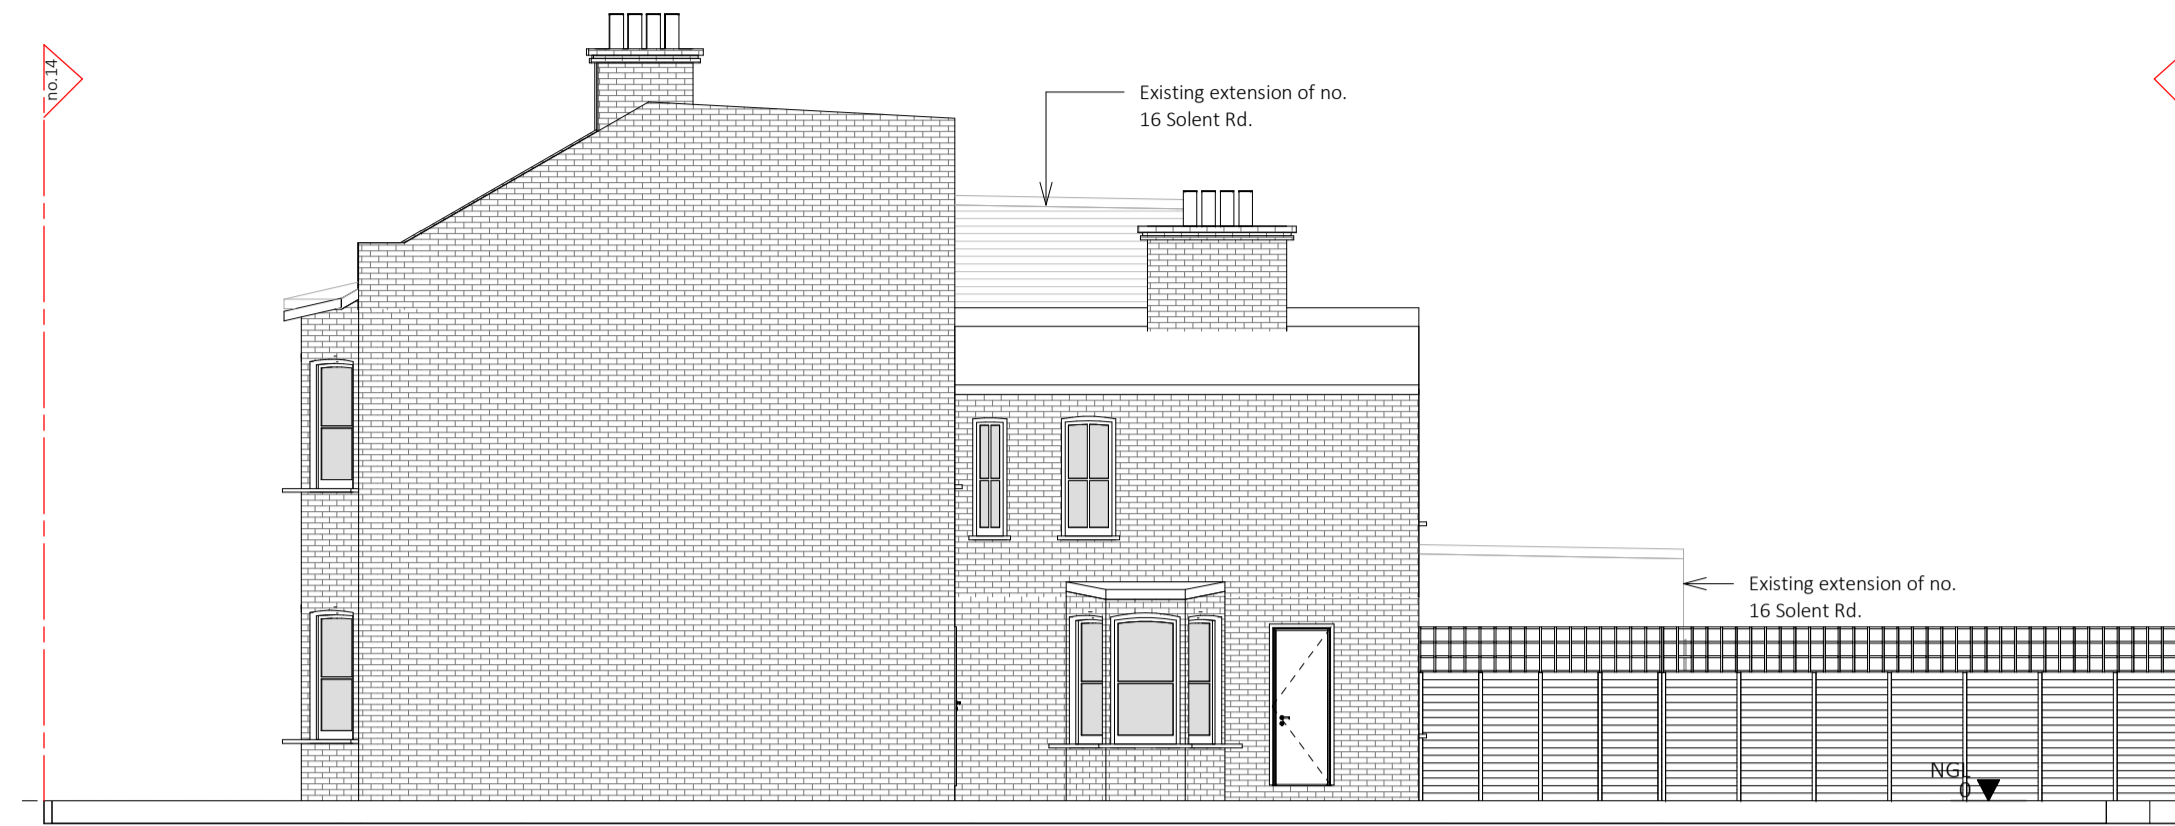 no.14
Existing extension of no.
16 Solent Rd.
Existing extension of no.
16 Solent Rd.
NGL
0